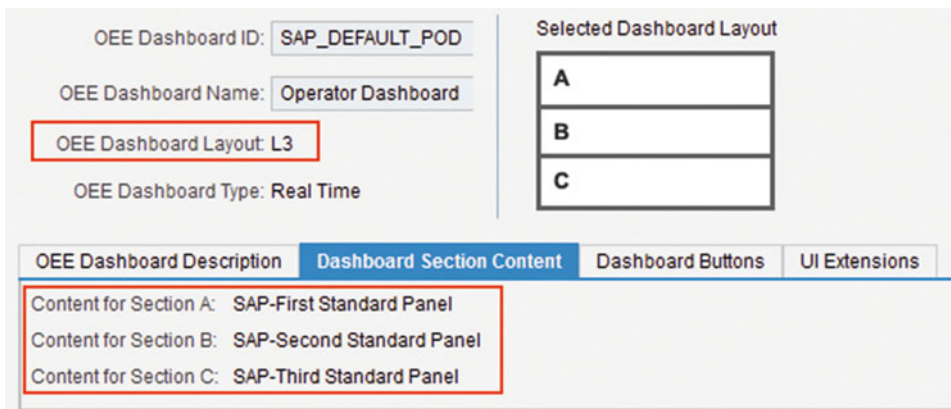 OEE Dashboard ID: SAP_DEFAULT_POD
OEE Dashboard Name: Operator Dashboard
OEE Dashboard Layout: L3
OEE Dashboard Type: Real Time
Selected Dashboard Layout
A
B
C
OEE Dashboard Description Dashboard Section Content Dashboard Buttons UI Extensions
Content for Section A: SAP-First Standard Panel
Content for Section B: SAP-Second Standard Panel
Content for Section C: SAP-Third Standard Panel